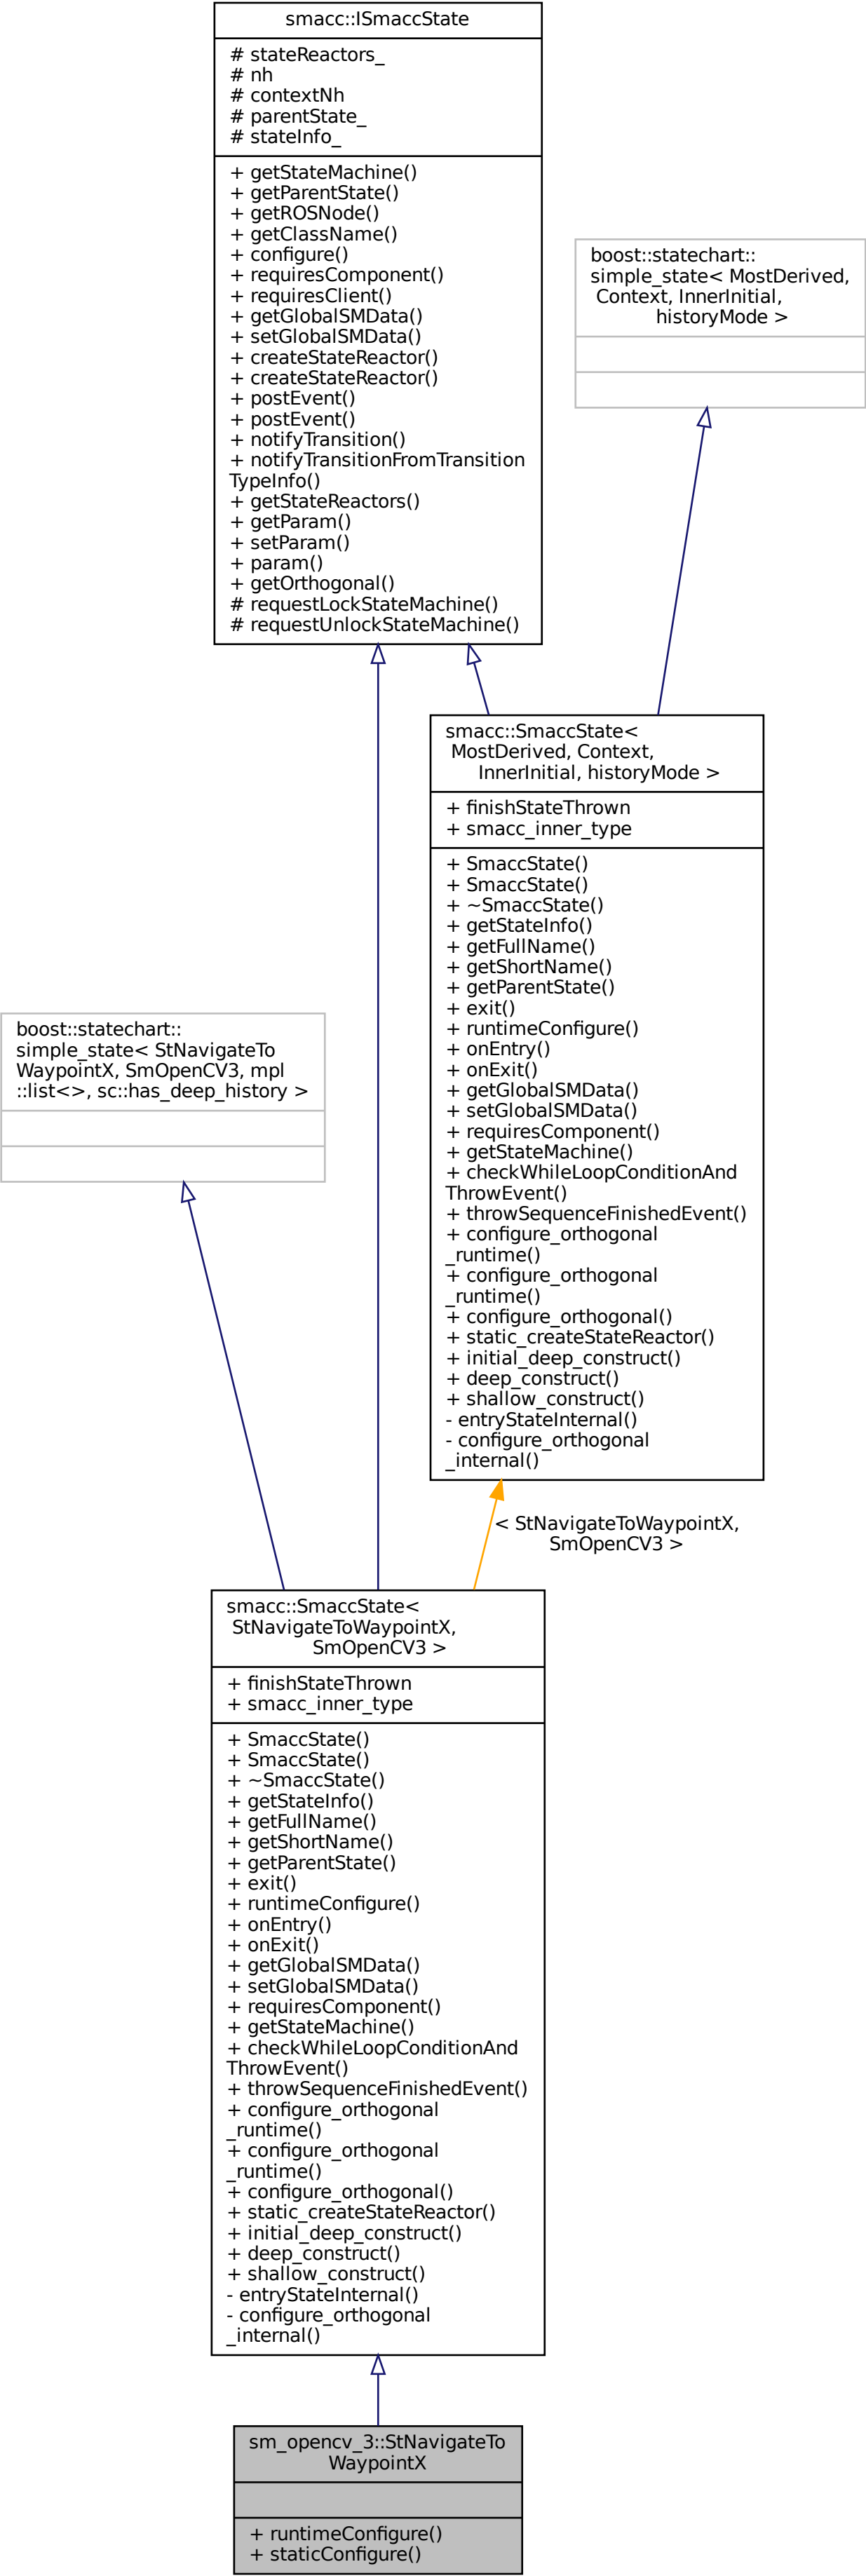 smacc::ISmaccState
# stateReactors_
# nh
# contextNh
# parentState_
# stateInfo_
+ getStateMachine()
+ getParentState()
+ getROSNode()
+ getClassName()
+ configure()
+ requiresComponent()
+ requiresClient()
+ getGlobalSMData()
+ setGlobalSMData()
+ createStateReactor()
+ createStateReactor()
+ postEvent()
+ postEvent()
+ notifyTransition()
+ notifyTransitionFromTransition
TypeInfo()
+ getStateReactors()
+ getParam()
+ setParam()
+ param()
+ getOrthogonal()
# requestLockStateMachine()
# requestUnlockStateMachine()
boost::statechart::
simple_state< MostDerived,
Context, InnerInitial,
historyMode >
smacc::SmaccState<
MostDerived, Context,
InnerInitial, historyMode >
+ finishStateThrown
+ smacc_inner_type
+ SmaccState()
+ SmaccState()
+ ~SmaccState()
+ getStateInfo()
+ getFullName()
+ getShortName()
+ getParentState()
+ exit()
+ runtimeConfigure()
+ onEntry()
+ onExit()
+ getGlobalSMData()
+ setGlobalSMData()
+ requiresComponent()
+ getStateMachine()
+ checkWhileLoopConditionAnd
ThrowEvent()
+ throwSequenceFinishedEvent()
+ configure_orthogonal
_runtime()
+ configure_orthogonal
_runtime()
+ configure_orthogonal()
+ static_createStateReactor()
+ initial_deep_construct()
+ deep_construct()
+ shallow_construct()
- entryStateInternal()
- configure_orthogonal
_internal()
boost::statechart::
simple_state< StNavigateTo
WaypointX, SmOpenCV3, mpl
::list<>, sc::has_deep_history >
< StNavigateToWaypointX,
SmOpenCV3 >
smacc::SmaccState<
StNavigateToWaypointX,
SmOpenCV3 >
+ finishStateThrown
+ smacc_inner_type
+ SmaccState()
+ SmaccState()
+ ~SmaccState()
+ getStateInfo()
+ getFullName()
+ getShortName()
+ getParentState()
+ exit()
+ runtimeConfigure()
+ onEntry()
+ onExit()
+ getGlobalSMData()
+ setGlobalSMData()
+ requiresComponent()
+ getStateMachine()
+ checkWhileLoopConditionAnd
ThrowEvent()
+ throwSequenceFinishedEvent()
+ configure_orthogonal
_runtime()
+ configure_orthogonal
_runtime()
+ configure_orthogonal()
+ static_createStateReactor()
+ initial_deep_construct()
+ deep_construct()
+ shallow_construct()
- entryStateInternal()
- configure_orthogonal
_internal()
sm_opencv_3::StNavigateTo
WaypointX
+ runtimeConfigure()
+ staticConfigure()